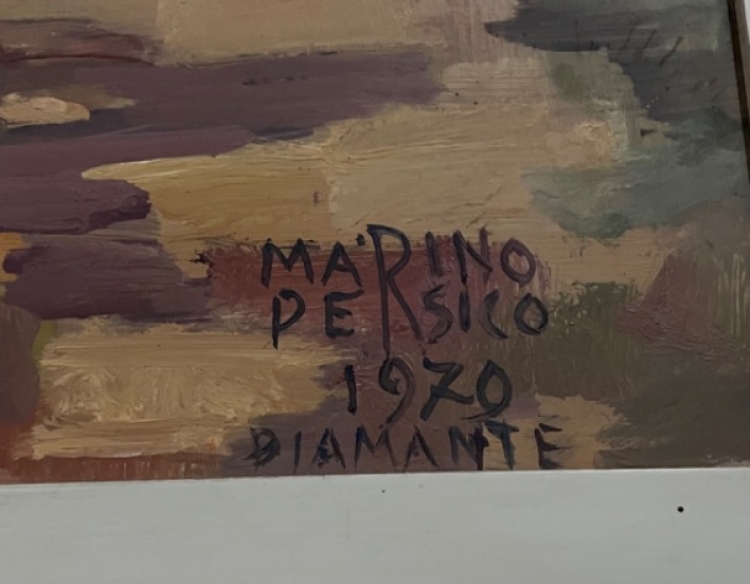 MARINO
PERSICO
1970
DIAMANTE